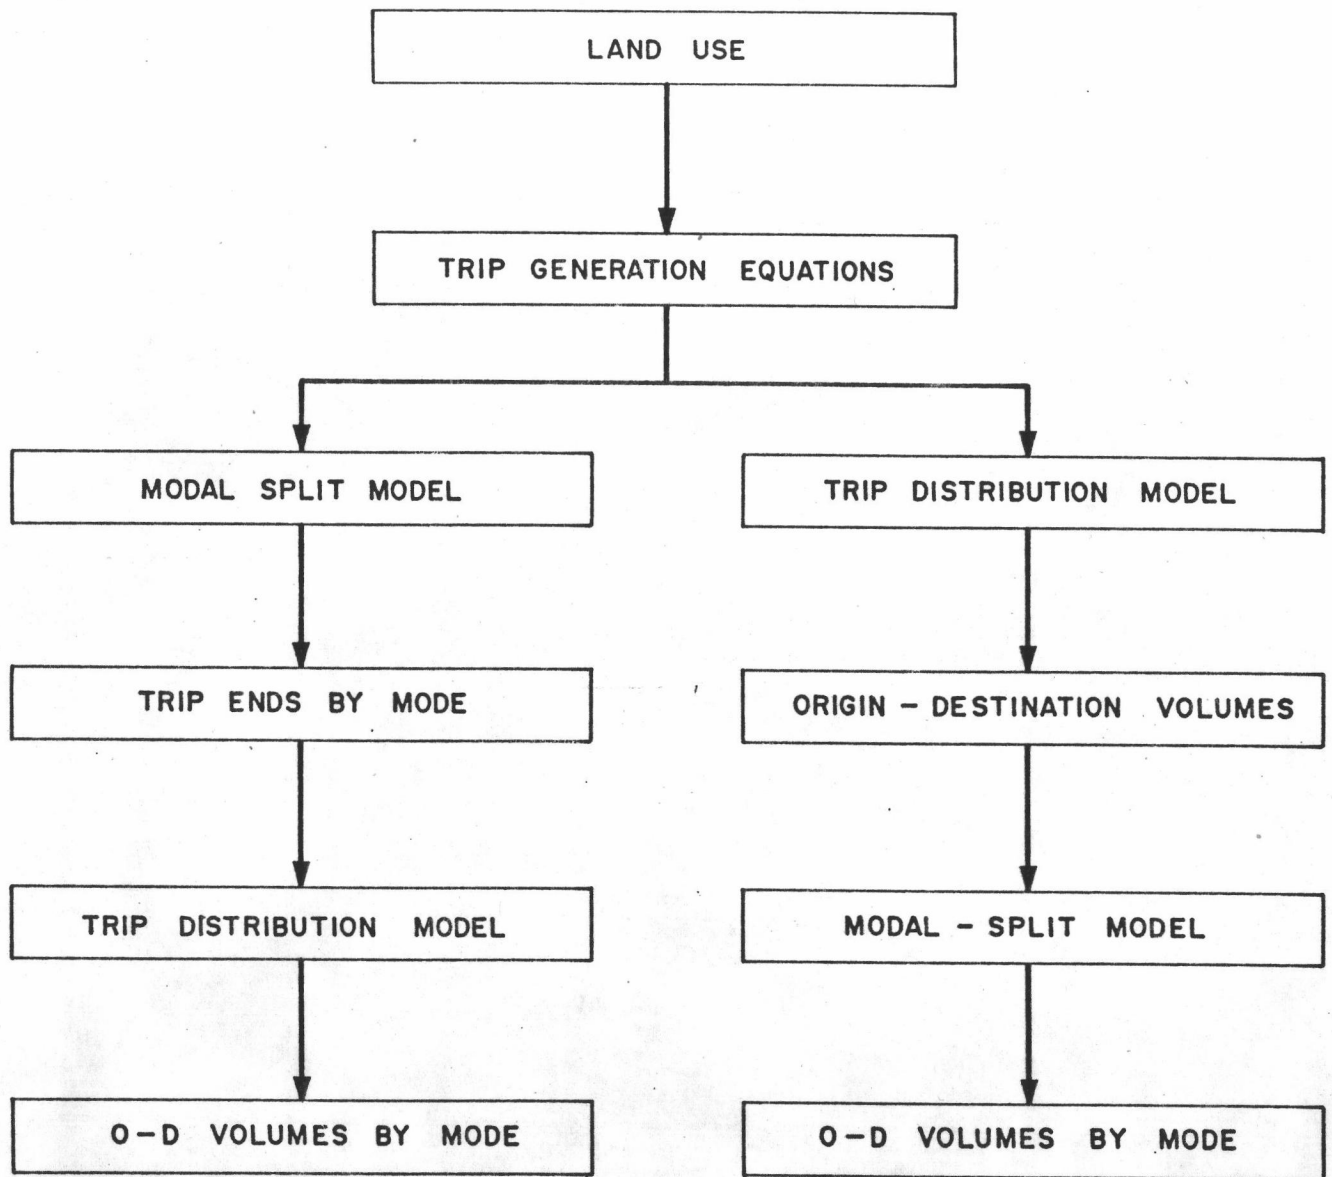 LAND USE
TRIP GENERATION EQUATIONS
MODAL SPLIT MODEL
TRIP DISTRIBUTION MODEL
TRIP ENDS BY MODE
ORIGIN - DESTINATION VOLUMES
TRIP DISTRIBUTION MODEL
MODAL - SPLIT MODEL
O-D VOLUMES BY MODE
O-D VOLUMES BY MODE